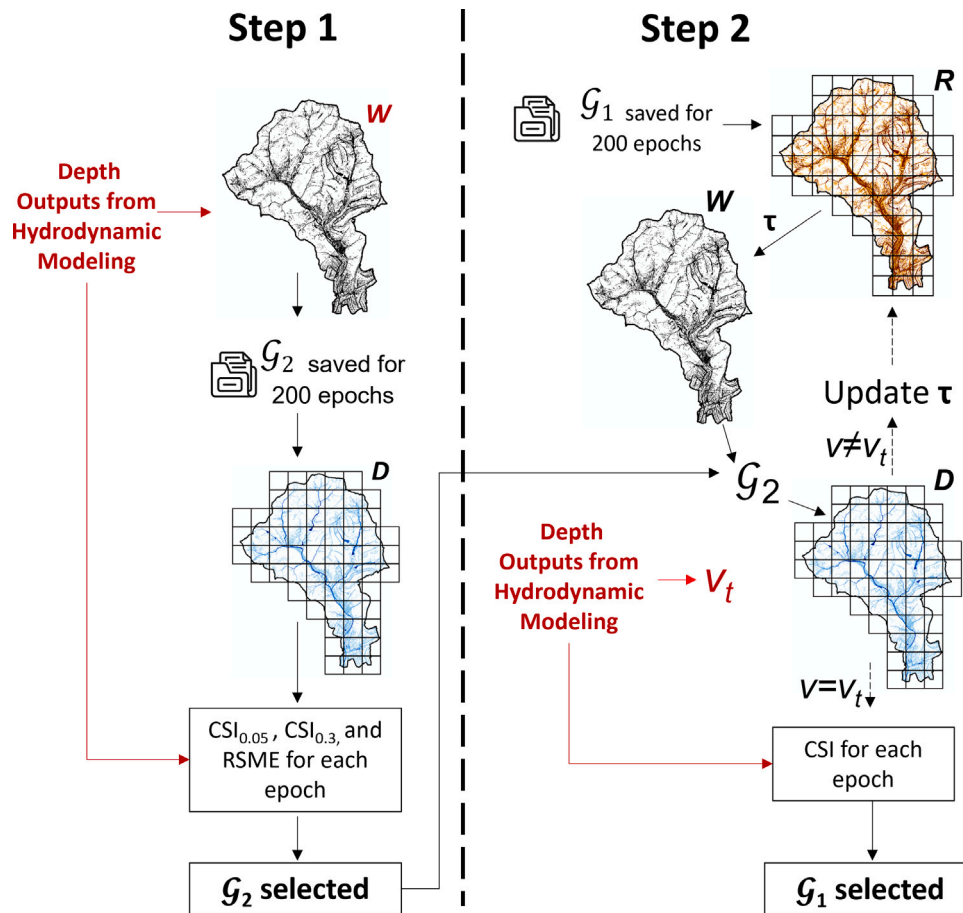 Step 1
W
Depth
Outputs from
Hydrodynamic
Modeling
𝒢₂ saved for
200 epochs
D
CSI₀.₀₅ , CSI₀.₃, and
RSME for each
epoch
𝒢₂ selected
Step 2
𝒢₁ saved for
200 epochs
R
τ
W
Update τ
v≠vₜ
𝒢₂
D
Depth
Outputs from
Hydrodynamic
Modeling
vₜ
v=vₜ
CSI for each
epoch
𝒢₁ selected